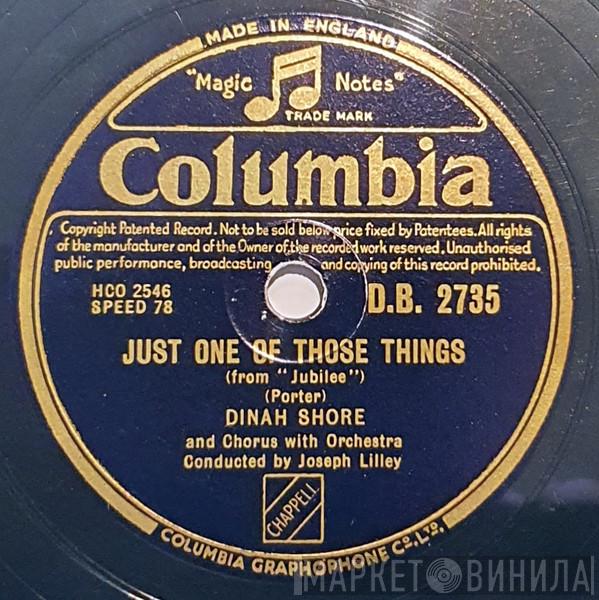 MADE IN ENGLAND
"Magic Notes"
TRADE MARK
Columbia
Copyright Patented Record. Not to be sold below price fixed by Patentees. All rights
of the manufacturer and of the Owner of the recorded work reserved. Unauthorised
public performance, broadcasting and copying of this record prohibited.
HCO 2546
SPEED 78
D.B. 2735
JUST ONE OF THOSE THINGS
(from "Jubilee")
(Porter)
DINAH SHORE
and Chorus with Orchestra
Conducted by Joseph Lilley
CHAPPELL
COLUMBIA GRAPHOPHONE Co. LTD.
МАРКЕТ ВИНИЛА